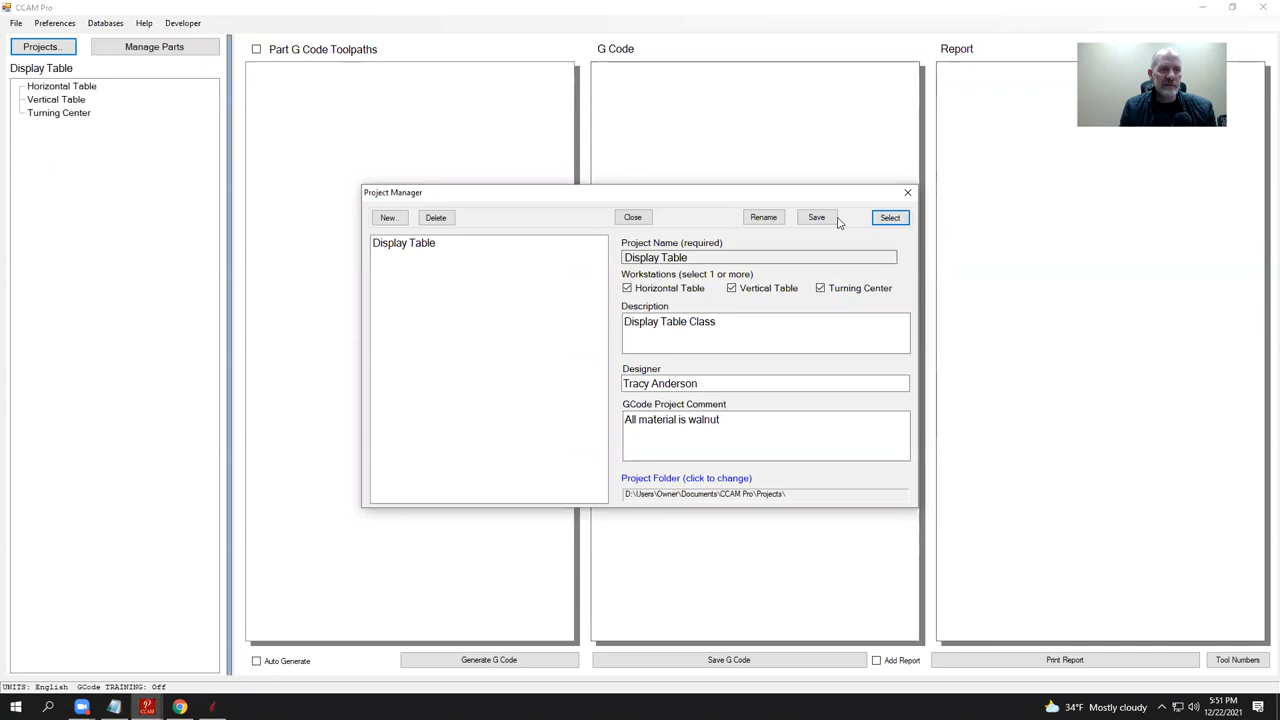 CCAM Pro
File Preferences Databases Help Developer
Projects.. Manage Parts
Part G Code Toolpaths
G Code
Report
Display Table
Horizontal Table
Vertical Table
Turning Center
Project Manager
New.. Delete Close Rename Save Select
Display Table
Project Name (required)
Display Table
Workstations (select 1 or more)
Horizontal Table Vertical Table Turning Center
Description
Display Table Class
Designer
Tracy Anderson
GCode Project Comment
All material is walnut
Project Folder (click to change)
D:\Users\Owner\Documents\CCAM Pro\Projects\
Auto Generate Generate G Code Save G Code Add Report Print Report Tool Numbers
UNITS: English GCode TRAINING: Off
P
CCAM
34°F Mostly cloudy
5:51 PM
12/22/2021